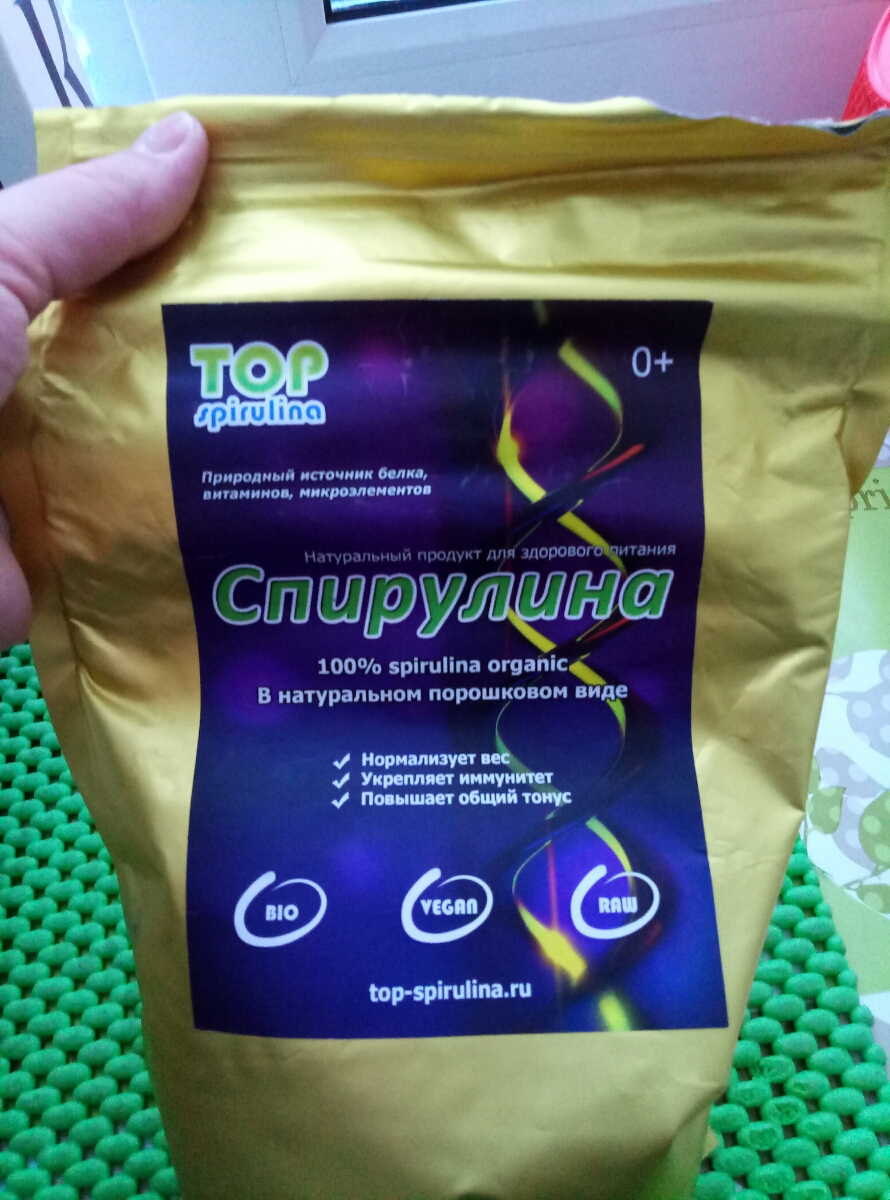 TOP
spirulina
0+
Природный источник белка,
витаминов, микроэлементов
Натуральный продукт для здорового питания
Спирулина
100% spirulina organic
В натуральном порошковом виде
Нормализует вес
Укрепляет иммунитет
Повышает общий тонус
BIO
VEGAN
RAW
top-spirulina.ru